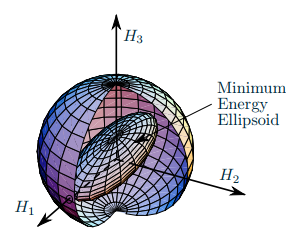 H₃
Minimum
Energy
Ellipsoid
H₂
H₁